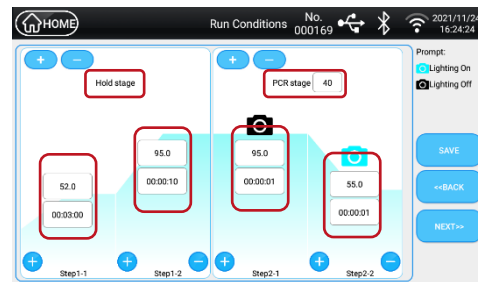 HOME
Run Conditions
No.
000169
2021/11/24
16:24:24
Hold stage
PCR stage 40
52.0
00:03:00
95.0
00:00:10
95.0
00:00:01
55.0
00:00:01
Step1-1
Step1-2
Step2-1
Step2-2
Prompt:
Lighting On
Lighting Off
SAVE
<<BACK
NEXT>>